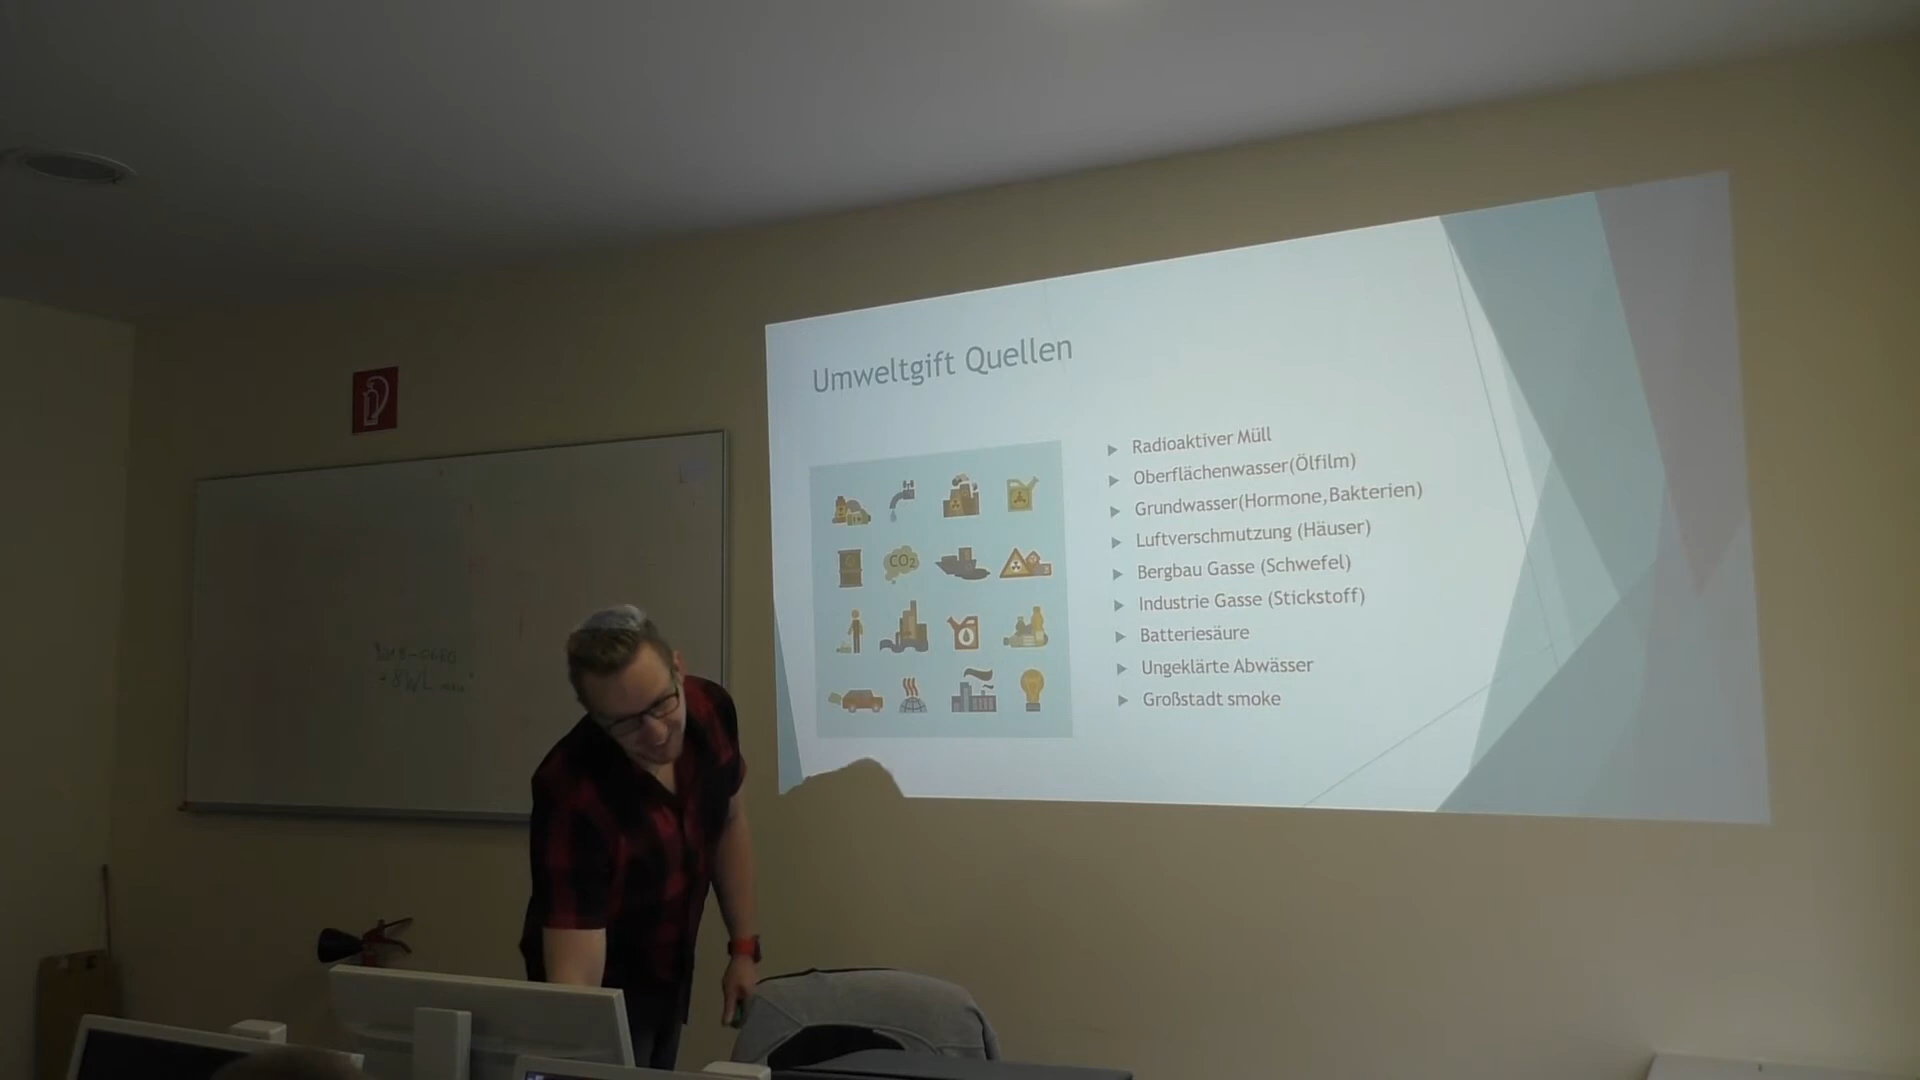 Umweltgift Quellen
Radioaktiver Müll
Oberflächenwasser(Ölfilm)
Grundwasser(Hormone,Bakterien)
Luftverschmutzung (Häuser)
Bergbau Gasse (Schwefel)
Industrie Gasse (Stickstoff)
Batteriesäure
Ungeklärte Abwässer
Großstadt smoke
CO₂